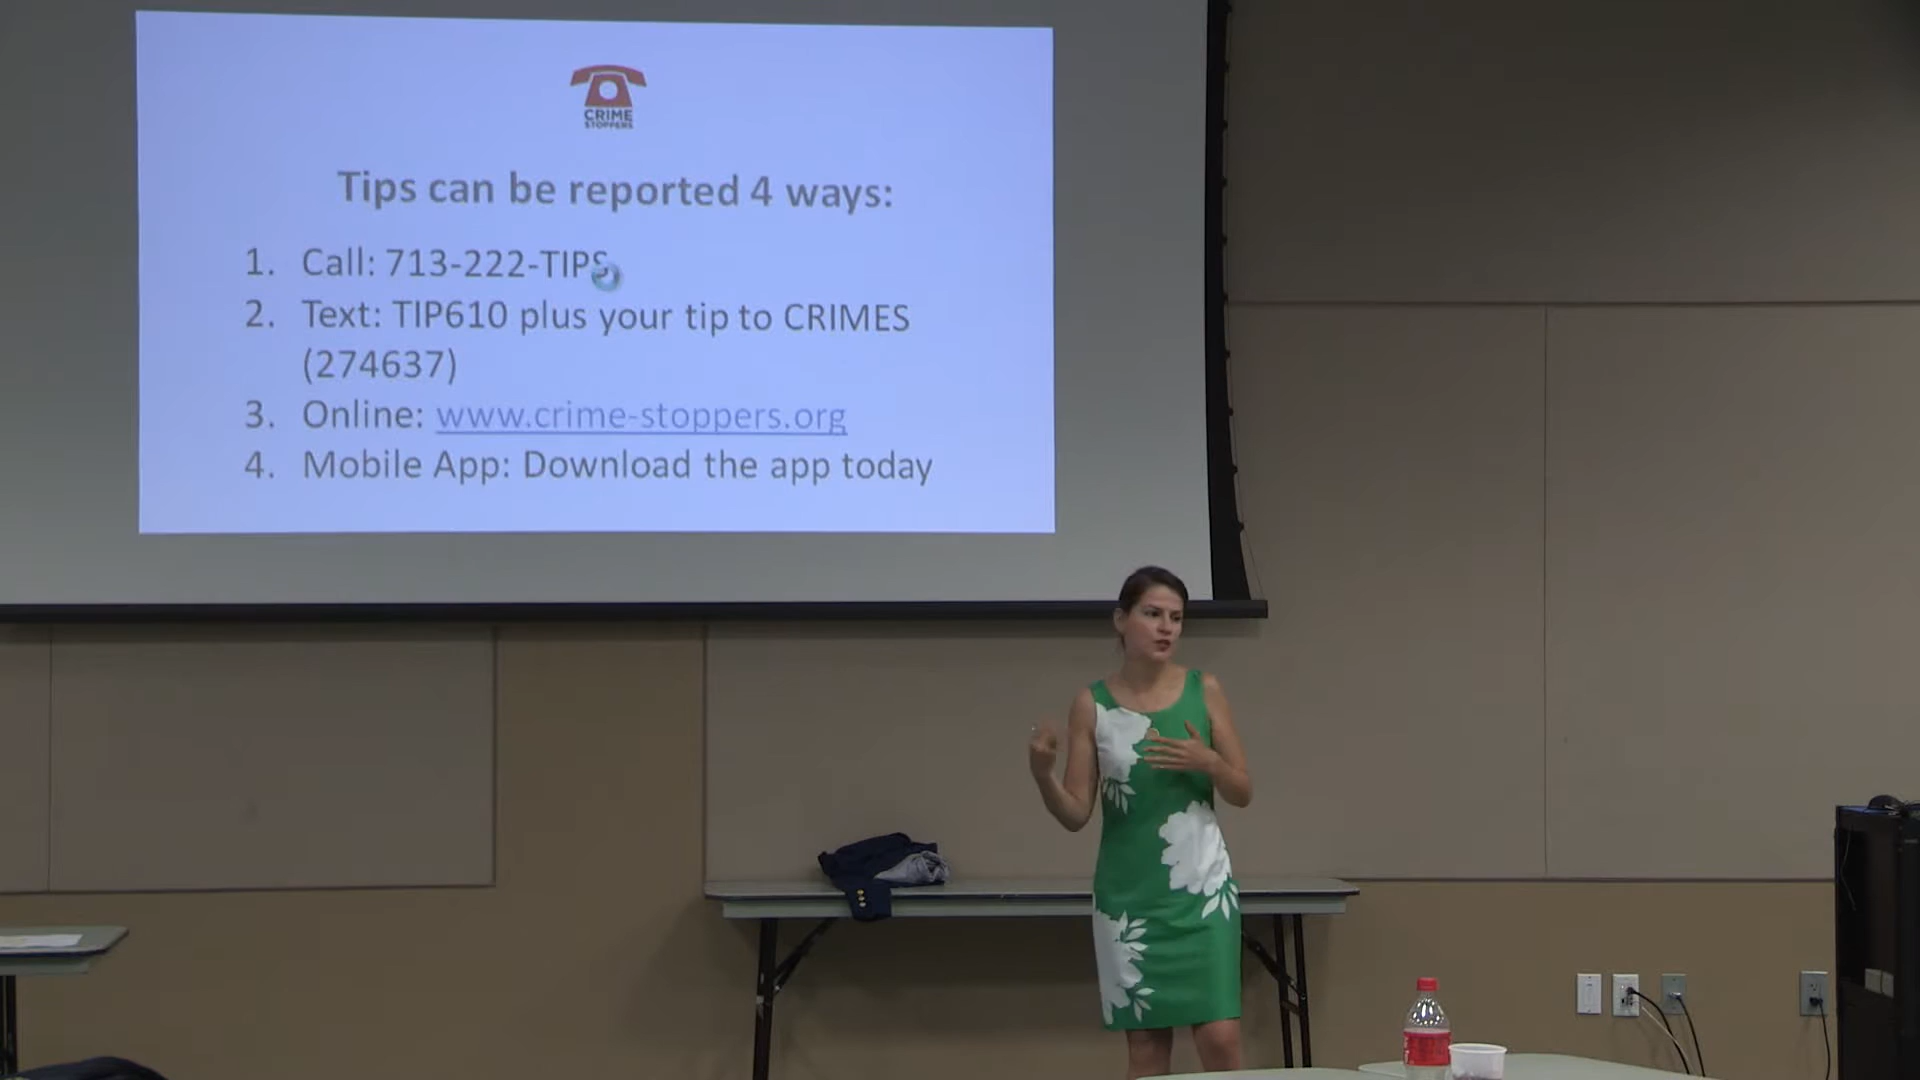 CRIME
STOPPERS
Tips can be reported 4 ways:
1. Call: 713-222-TIPS
2. Text: TIP610 plus your tip to CRIMES
(274637)
3. Online: www.crime-stoppers.org
4. Mobile App: Download the app today